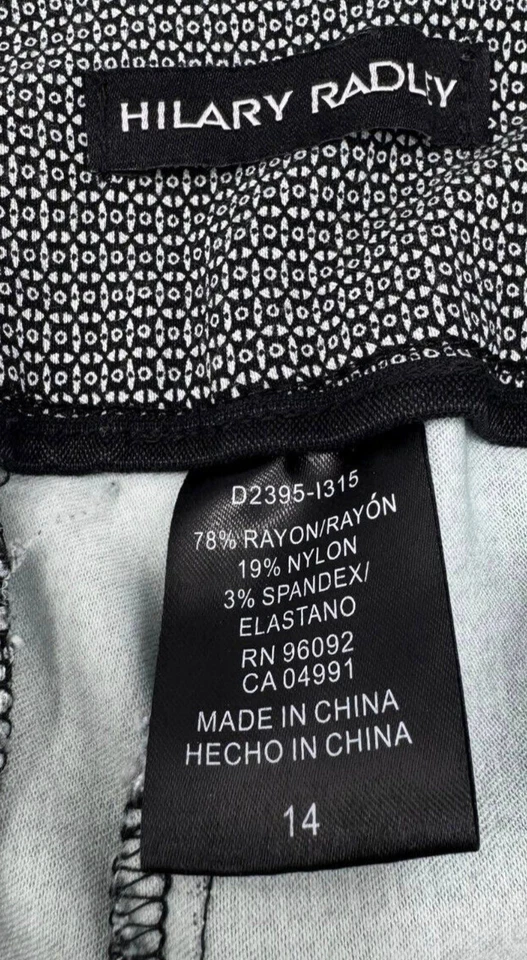 HILARY RADLEY
D2395-I315
78% RAYON/RAYÓN
19% NYLON
3% SPANDEX/
ELASTANO
RN 96092
CA 04991
MADE IN CHINA
HECHO IN CHINA
14